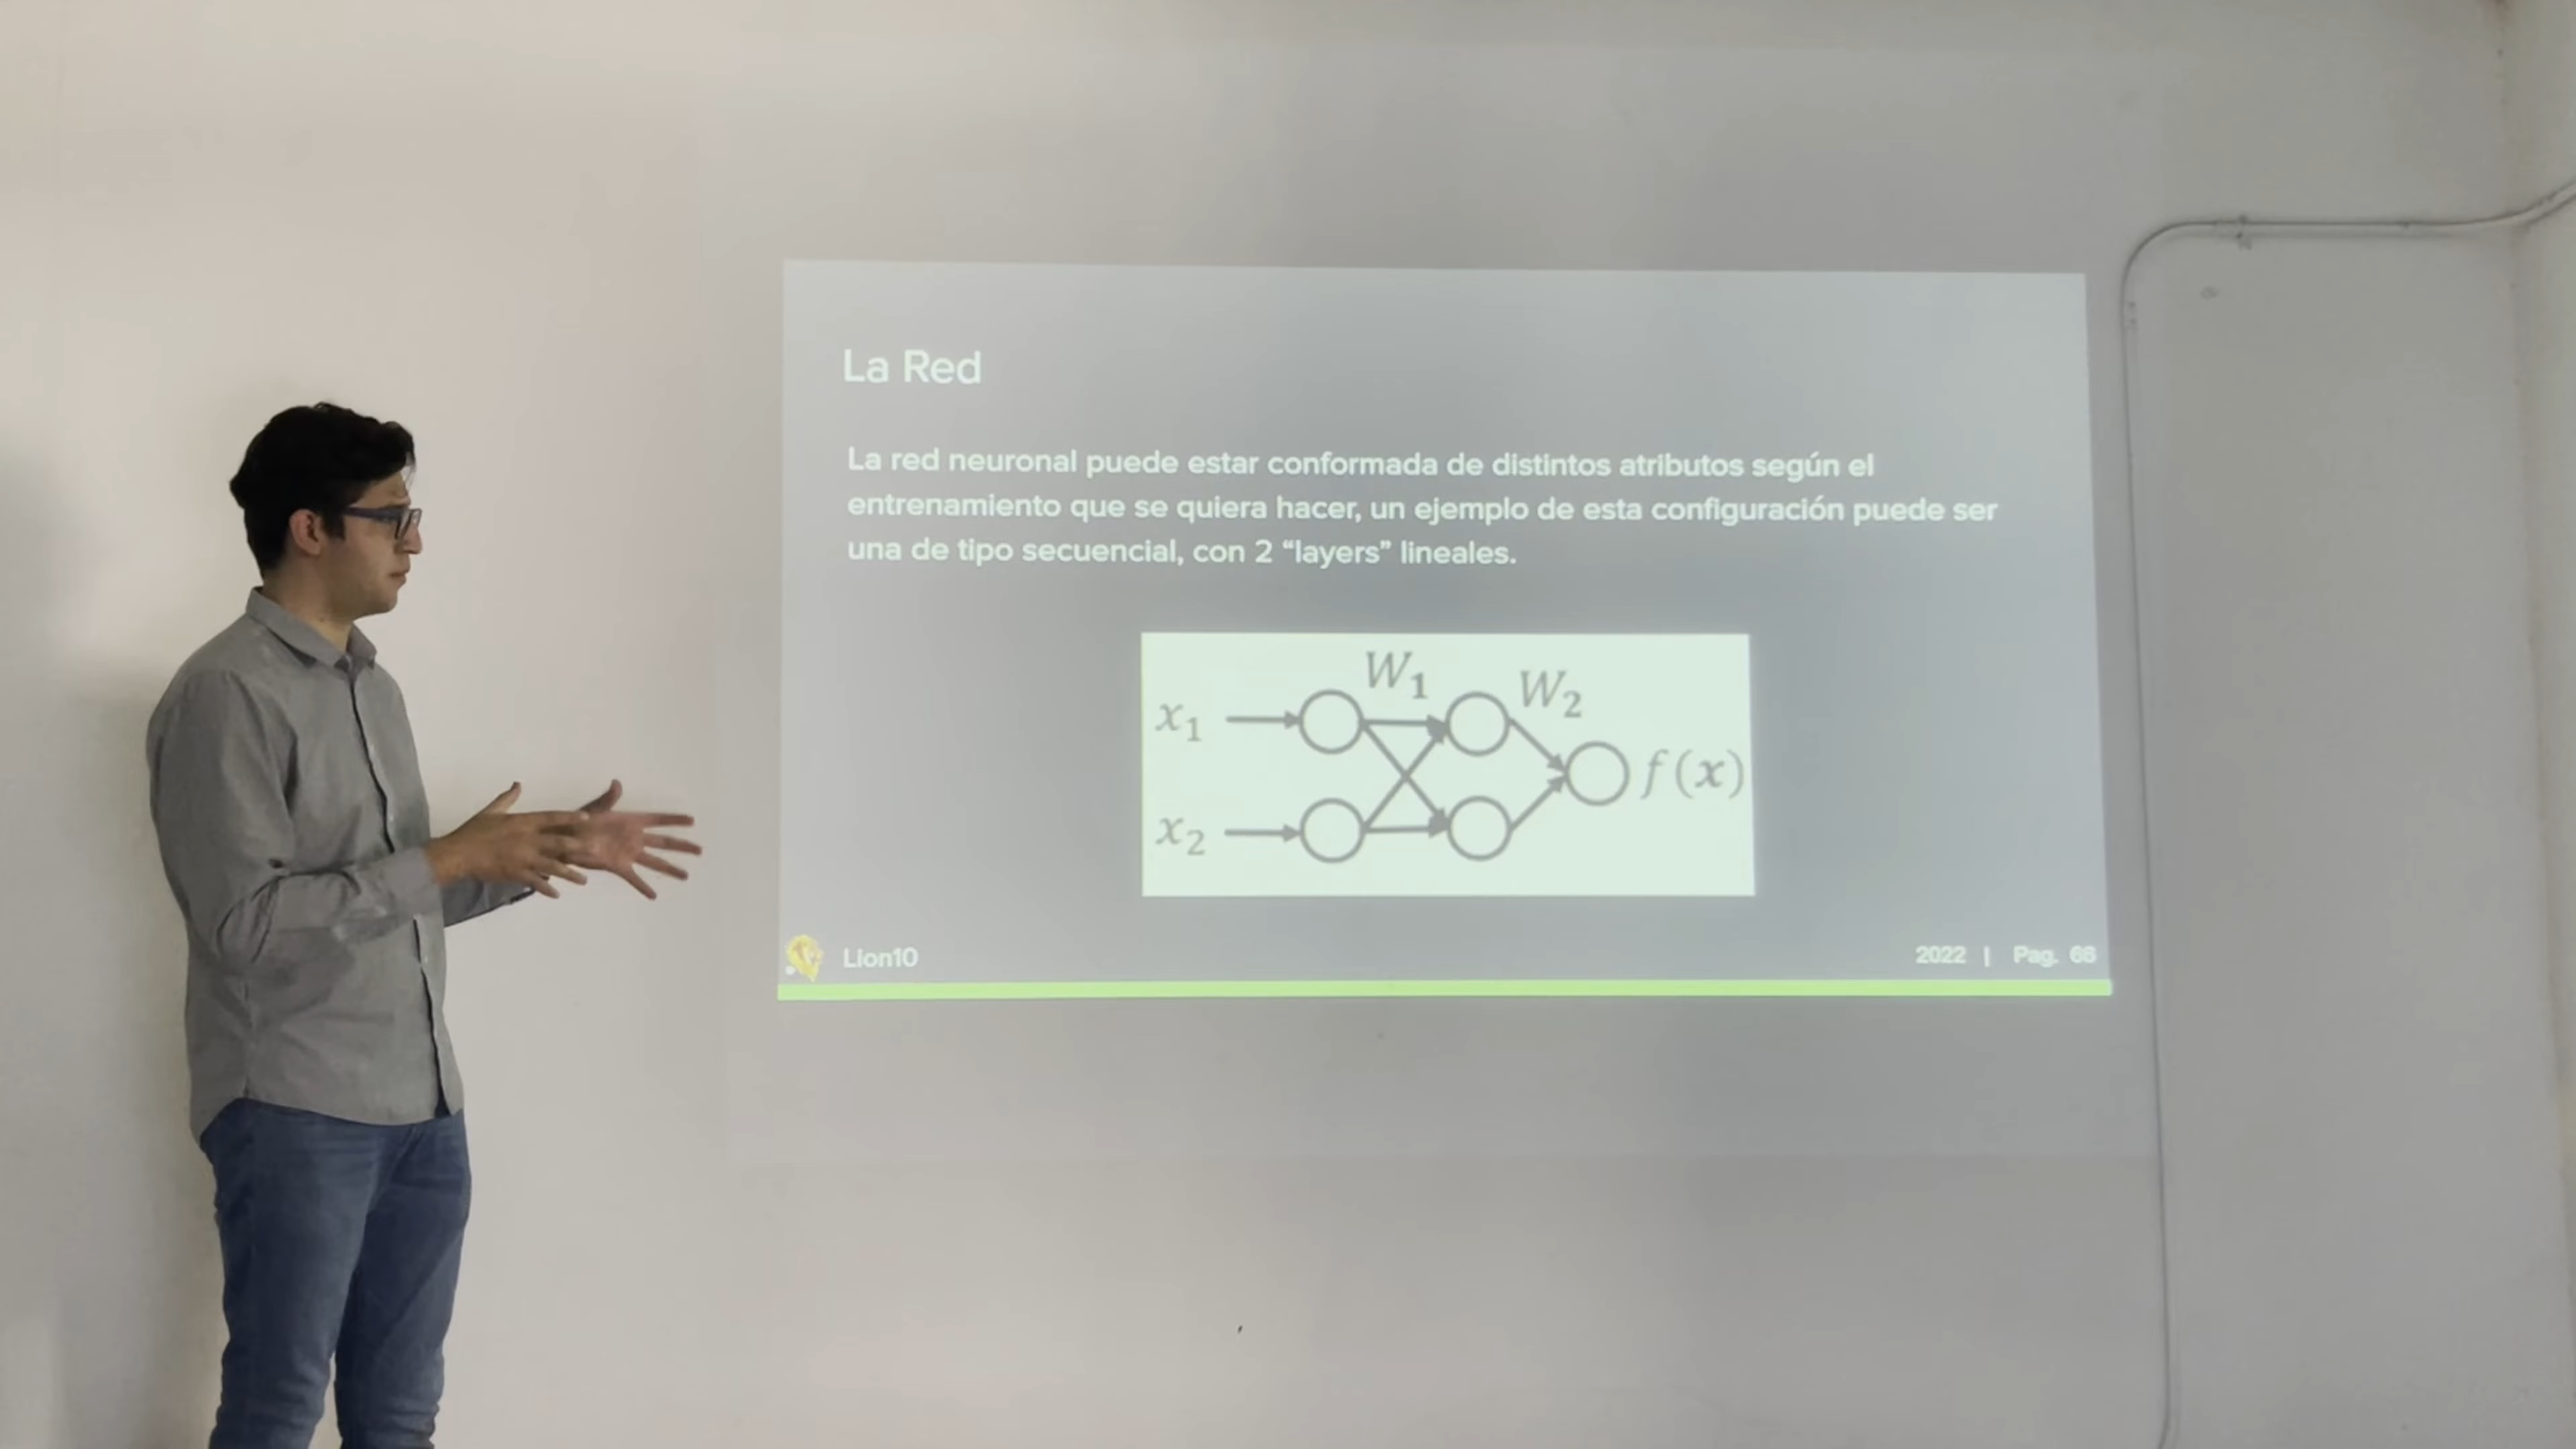 La Red
La red neuronal puede estar conformada de distintos atributos según el
entrenamiento que se quiera hacer, un ejemplo de esta configuración puede ser
una de tipo secuencial, con 2 “layers” lineales.
W₁
W₂
x₁
x₂
f(x)
Lion10
2022 | Pag. 68